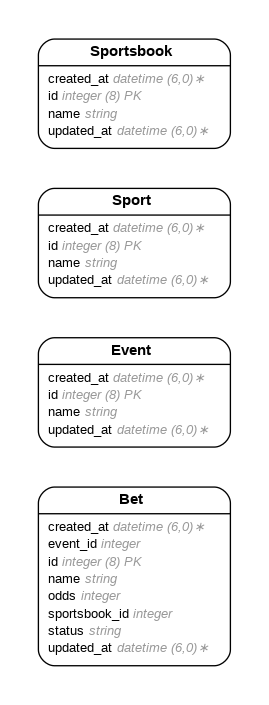 Sportsbook
created_at datetime (6,0)∗
id integer (8) PK
name string
updated_at datetime (6,0)∗
Sport
created_at datetime (6,0)∗
id integer (8) PK
name string
updated_at datetime (6,0)∗
Event
created_at datetime (6,0)∗
id integer (8) PK
name string
updated_at datetime (6,0)∗
Bet
created_at datetime (6,0)∗
event_id integer
id integer (8) PK
name string
odds integer
sportsbook_id integer
status string
updated_at datetime (6,0)∗